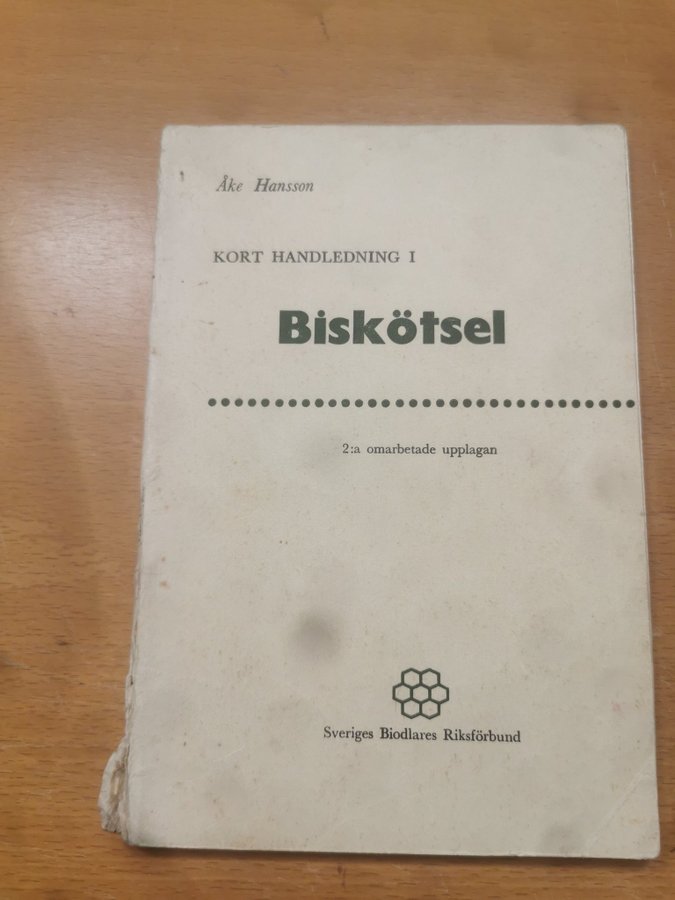 Åke Hansson
KORT HANDLEDNING I
Biskötsel
2:a omarbetade upplagan
Sveriges Biodlares Riksförbund